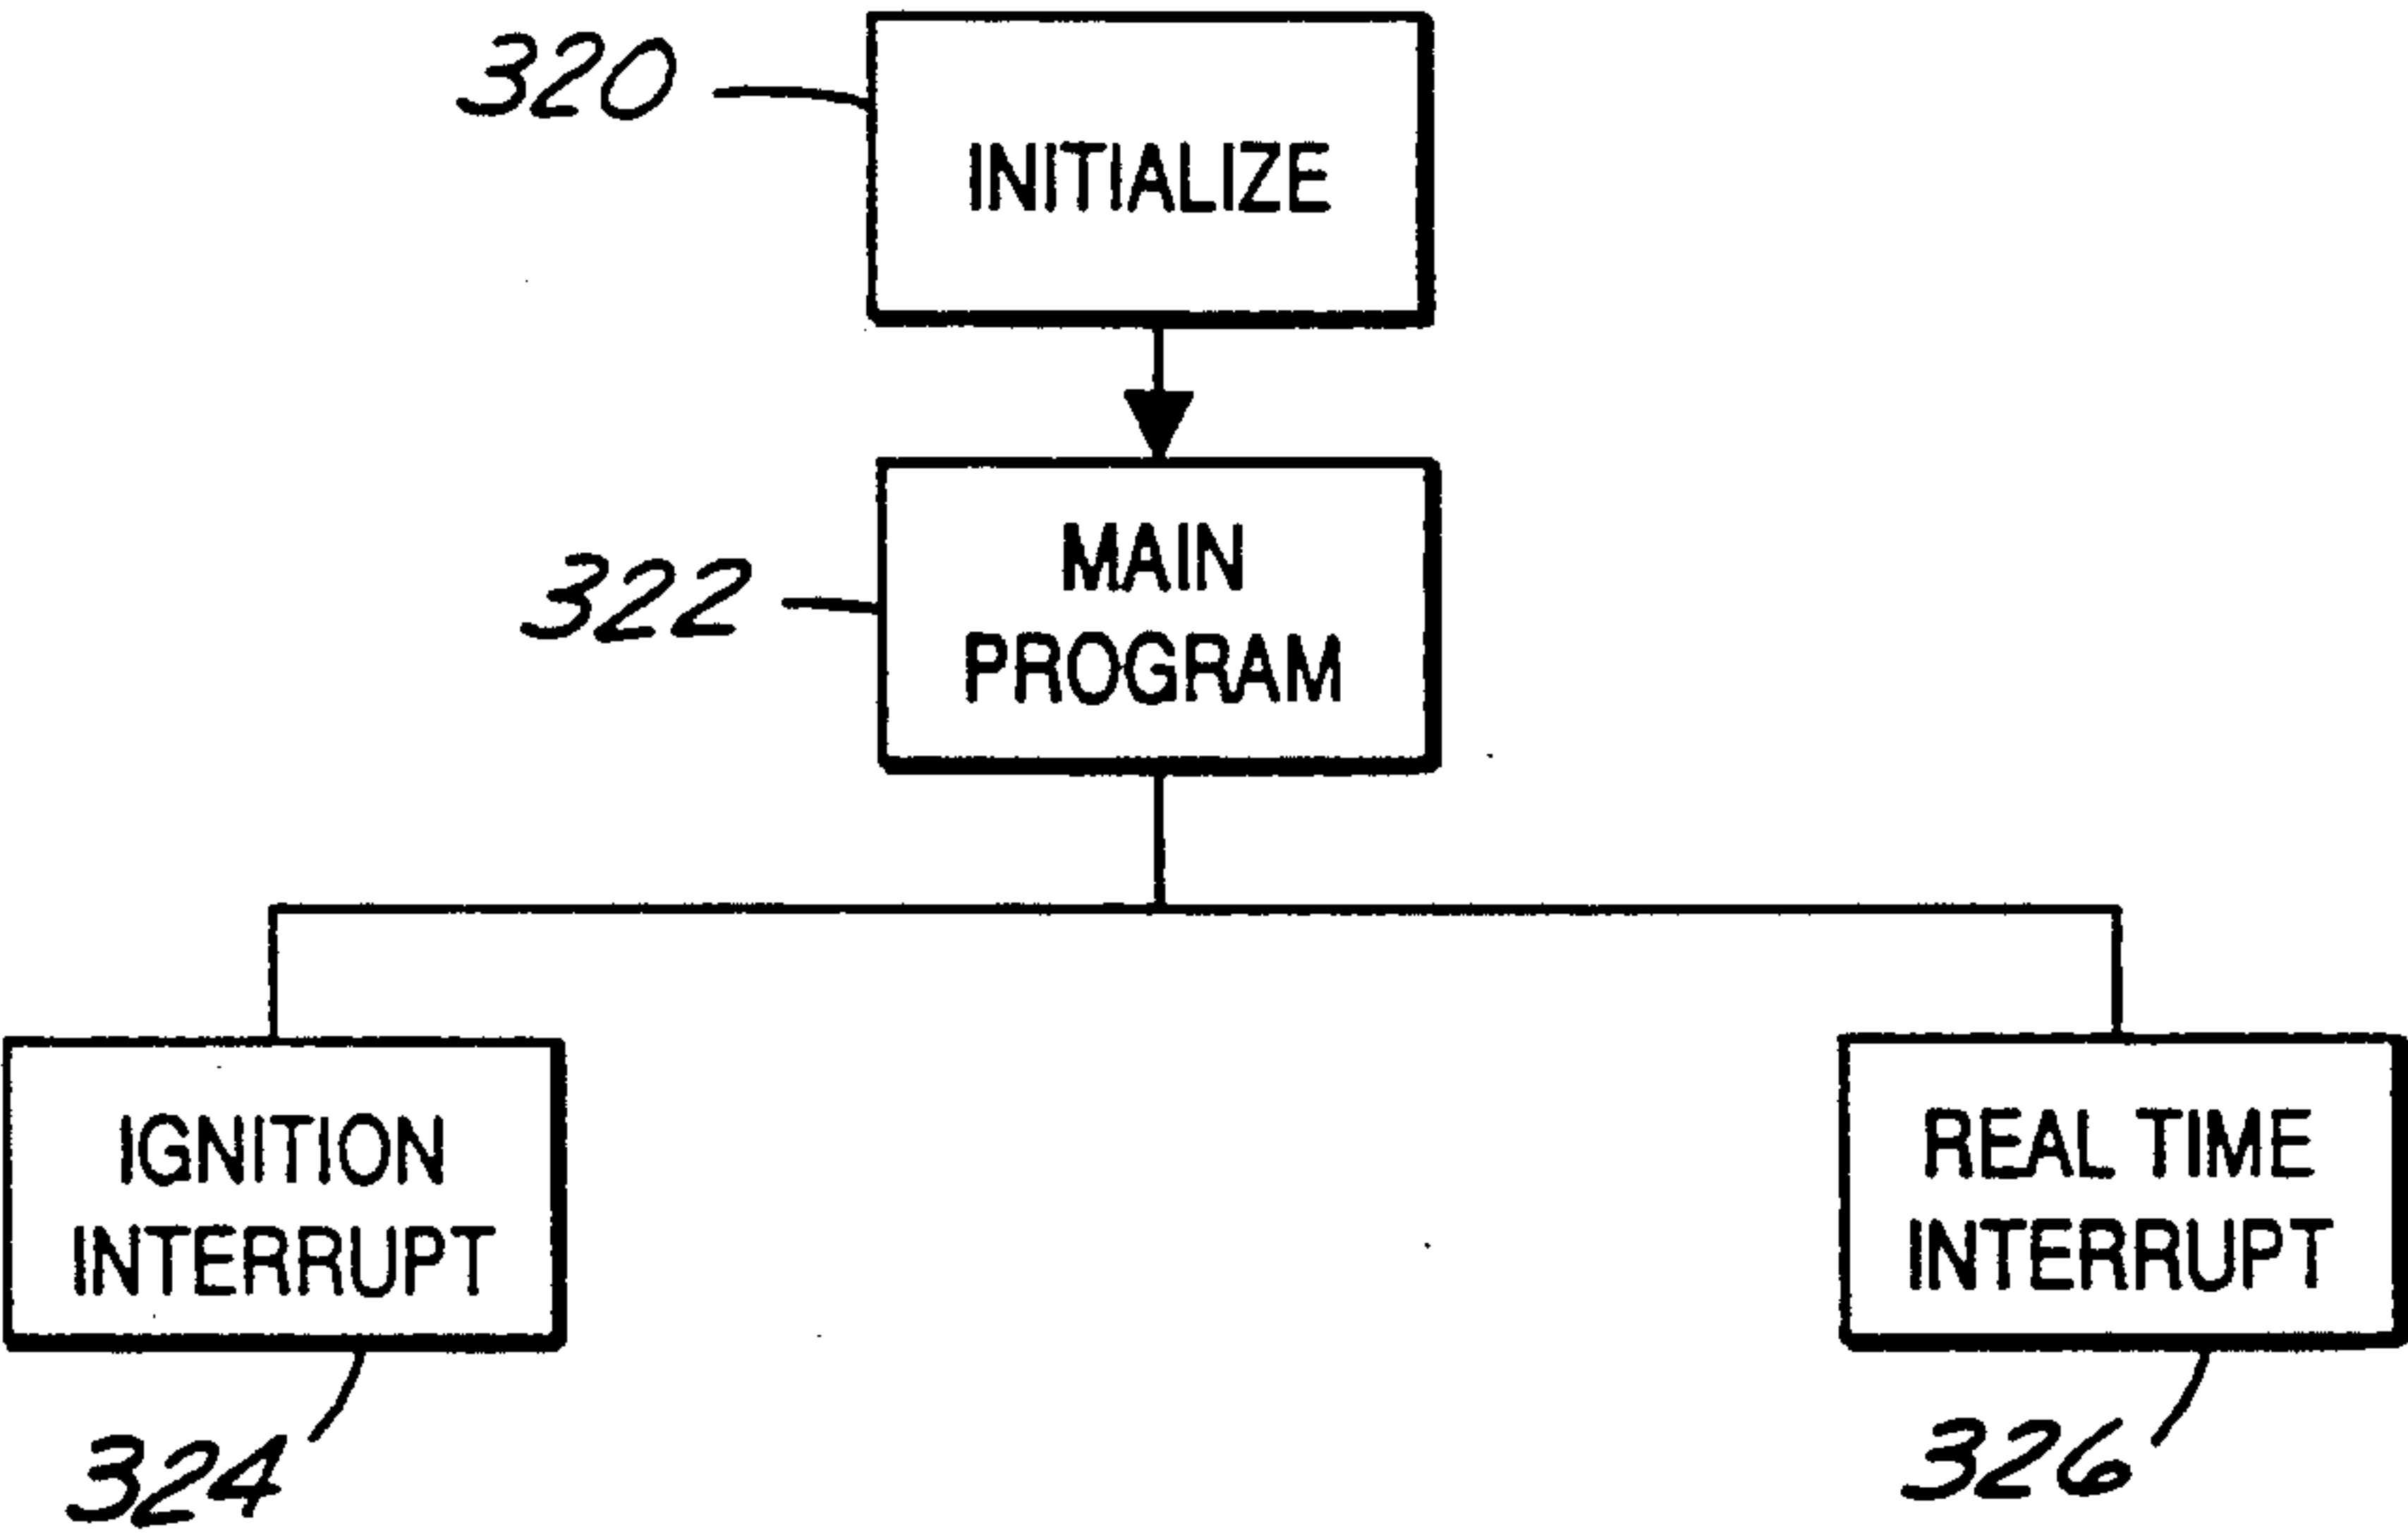 320
INITIALIZE
322
MAIN
PROGRAM
IGNITION
INTERRUPT
324
REAL TIME
INTERRUPT
326